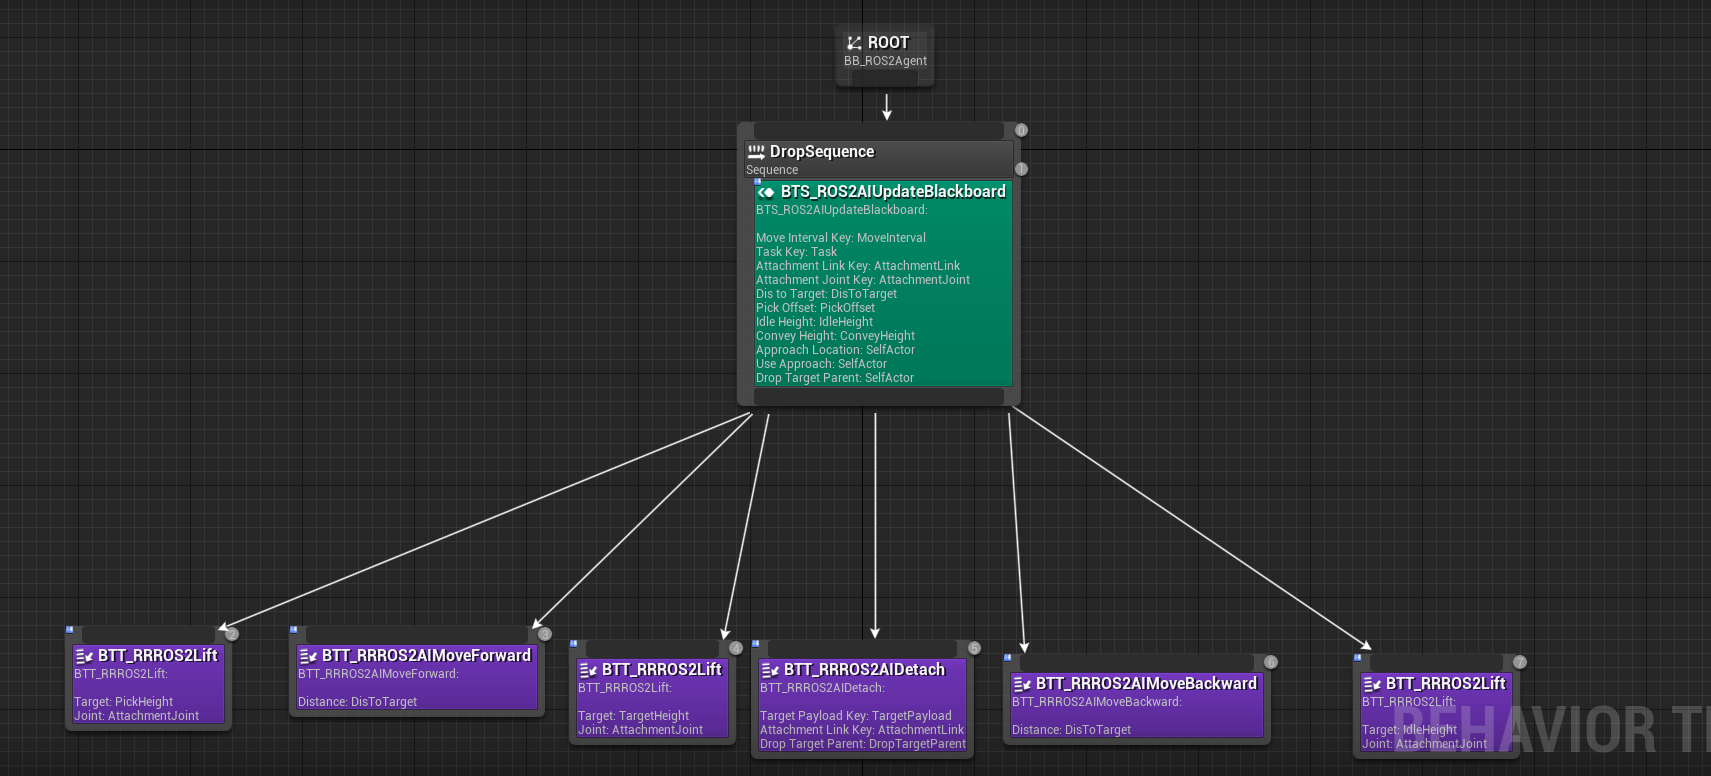 ROOT
BB_ROS2Agent
0
DropSequence
Sequence
1
BTS_ROS2AIUpdateBlackboard
BTS_ROS2AIUpdateBlackboard:
Move Interval Key: MoveInterval
Task Key: Task
Attachment Link Key: AttachmentLink
Attachment Joint Key: AttachmentJoint
Dis to Target: DisToTarget
Pick Offset: PickOffset
Idle Height: IdleHeight
Convey Height: ConveyHeight
Approach Location: SelfActor
Use Approach: SelfActor
Drop Target Parent: SelfActor
2
BTT_RRROS2Lift
BTT_RRROS2Lift:
Target: PickHeight
Joint: AttachmentJoint
3
BTT_RRROS2AIMoveForward
BTT_RRROS2AIMoveForward:
Distance: DisToTarget
4
BTT_RRROS2Lift
BTT_RRROS2Lift:
Target: TargetHeight
Joint: AttachmentJoint
5
BTT_RRROS2AIDetach
BTT_RRROS2AIDetach:
Target Payload Key: TargetPayload
Attachment Link Key: AttachmentLink
Drop Target Parent: DropTargetParent
6
BTT_RRROS2AIMoveBackward
BTT_RRROS2AIMoveBackward:
Distance: DisToTarget
7
BTT_RRROS2Lift
BTT_RRROS2Lift:
Target: IdleHeight
Joint: AttachmentJoint
BEHAVIOR T